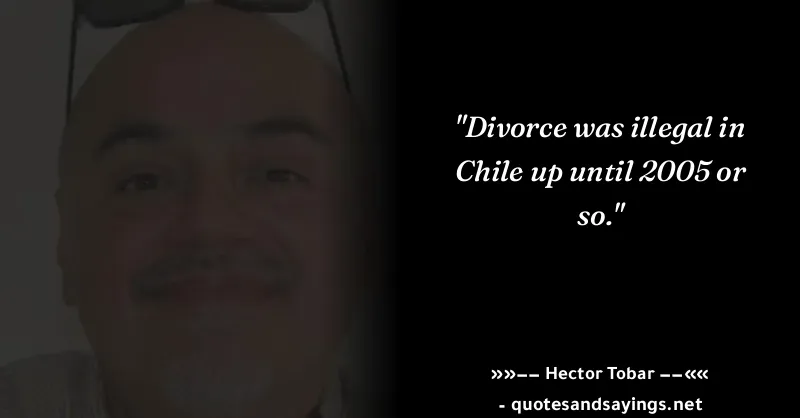 "Divorce was illegal in
Chile up until 2005 or
so."
»»—— Hector Tobar ——««
- quotesandsayings.net